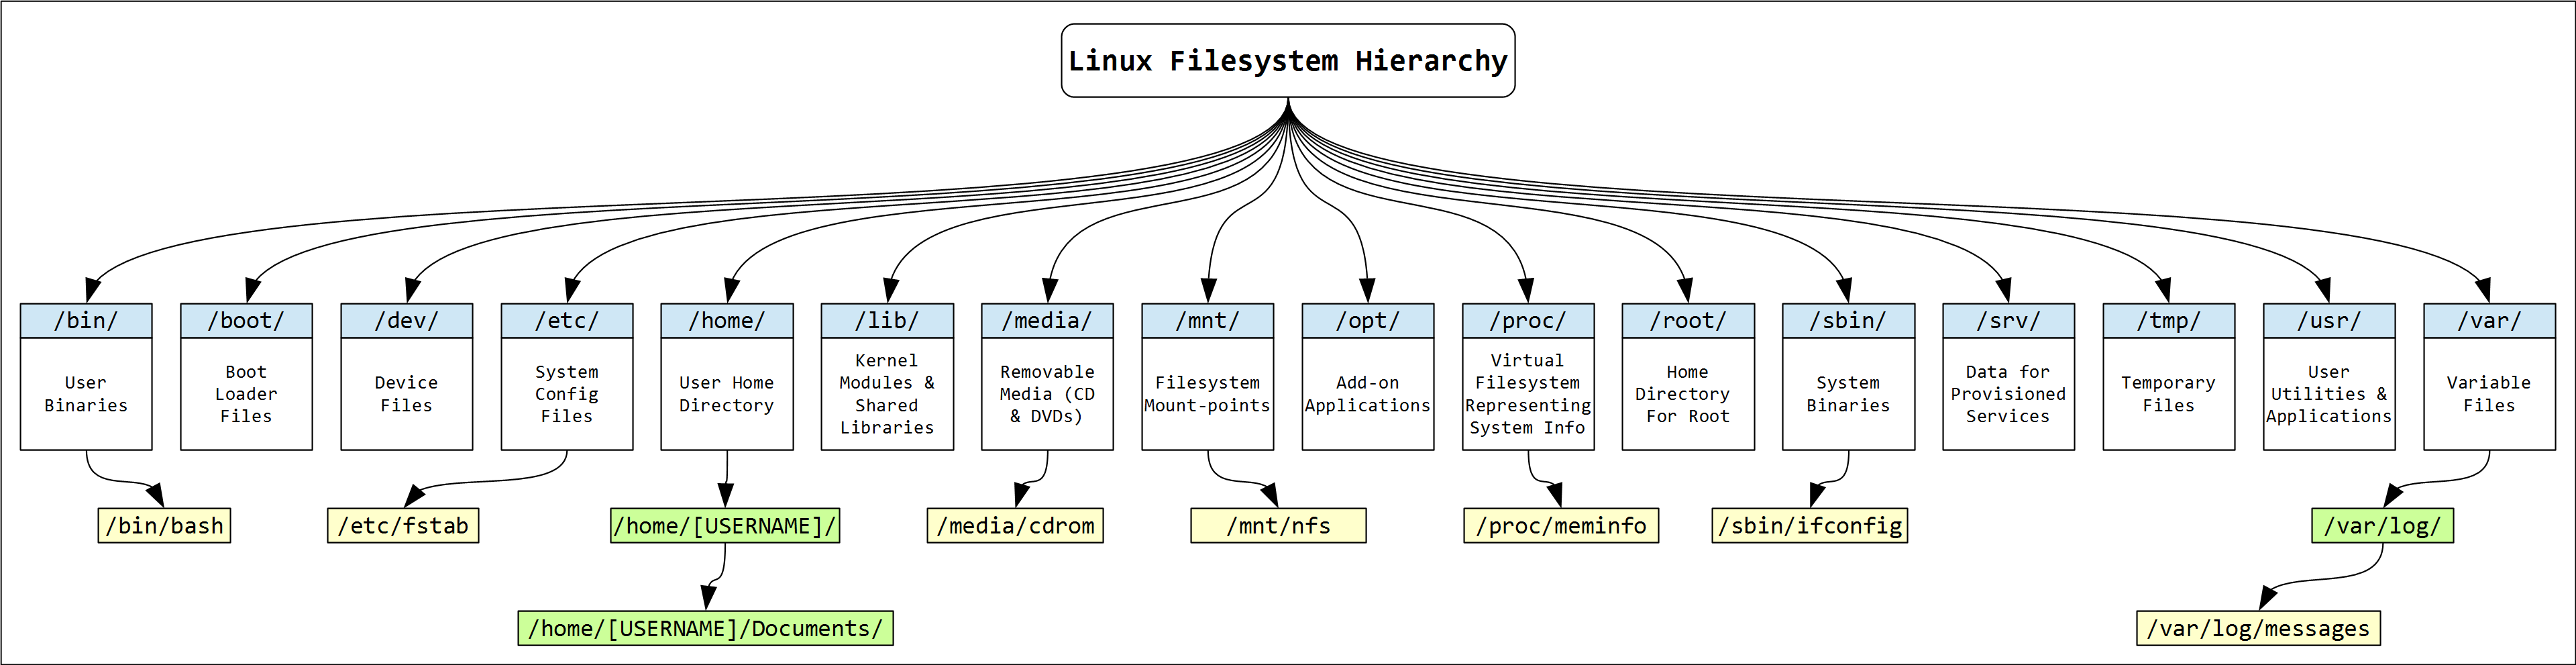 Linux Filesystem Hierarchy
/bin/
User
Binaries
/boot/
Boot
Loader
Files
/dev/
Device
Files
/etc/
System
Config
Files
/home/
User Home
Directory
/lib/
Kernel
Modules &
Shared
Libraries
/media/
Removable
Media (CD
& DVDs)
/mnt/
Filesystem
Mount-points
/opt/
Add-on
Applications
/proc/
Virtual
Filesystem
Representing
System Info
/root/
Home
Directory
For Root
/sbin/
System
Binaries
/srv/
Data for
Provisioned
Services
/tmp/
Temporary
Files
/usr/
User
Utilities &
Applications
/var/
Variable
Files
/bin/bash
/etc/fstab
/home/[USERNAME]/
/media/cdrom
/mnt/nfs
/proc/meminfo
/sbin/ifconfig
/var/log/
/home/[USERNAME]/Documents/
/var/log/messages